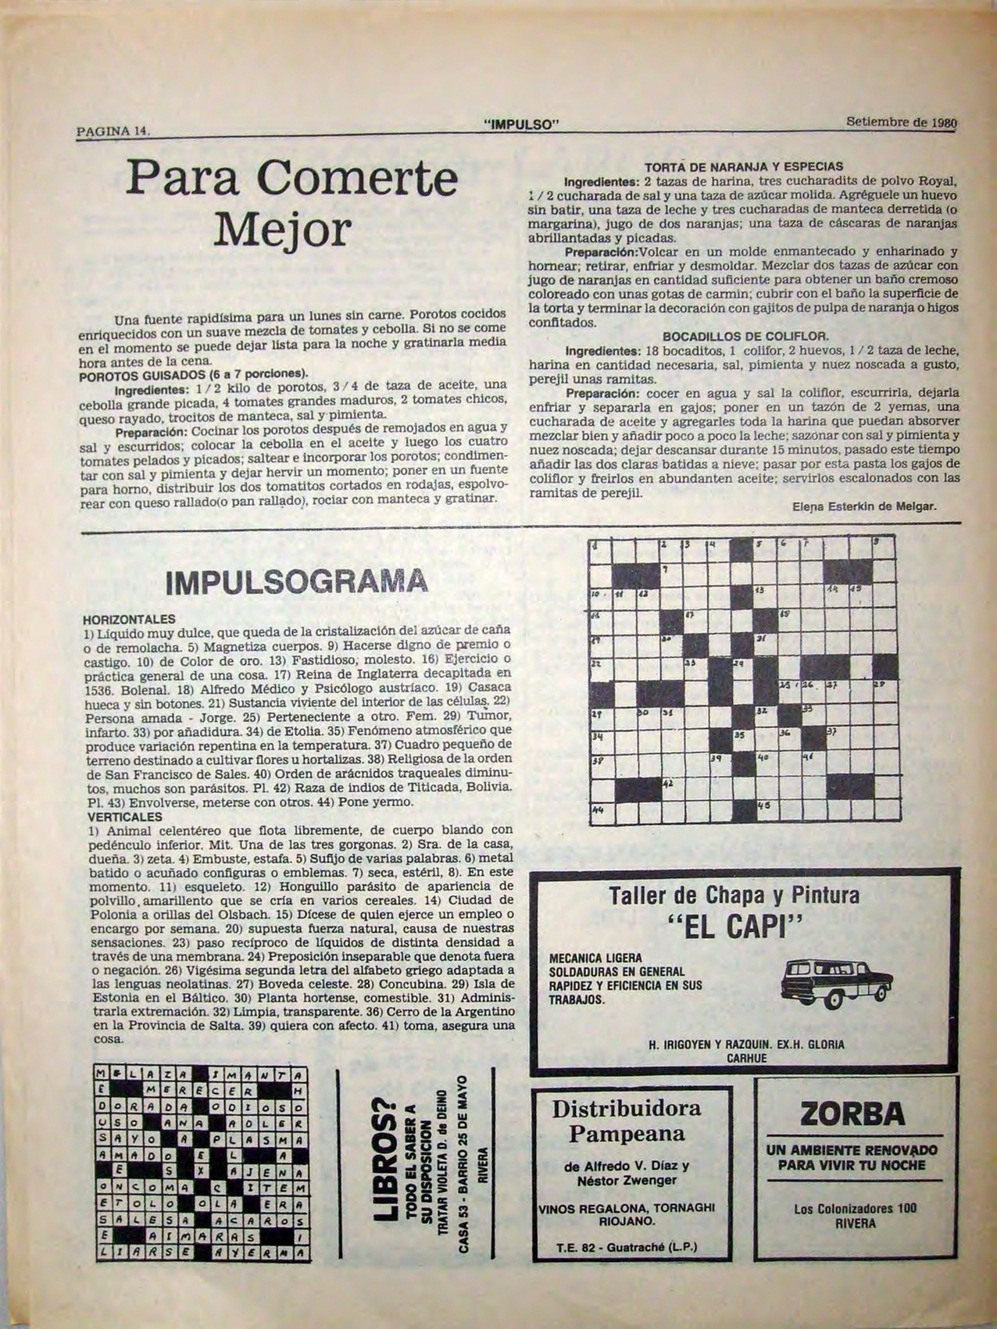 PAGINA 14.
"IMPULSO"
Setiembre de 1980
Para Comerte
Mejor
Una fuente rapidísima para un lunes sin carne. Porotos cocidos
enriquecidos con un suave mezcla de tomates y cebolla. Si no se come
en el momento se puede dejar lista para la noche y gratinarla media
hora antes de la cena.
POROTOS GUISADOS (6 a 7 porciones).
Ingredientes: 1/2 kilo de porotos, 3/4 de taza de aceite, una
cebolla grande picada, 4 tomates grandes maduros, 2 tomates chicos,
queso rayado, trocitos de manteca, sal y pimienta.
Preparación: Cocinar los porotos después de remojados en agua y
sal y escurridos; colocar la cebolla en el aceite y luego los cuatro
tomates pelados y picados; saltear e incorporar los porotos; condimen-
tar con sal y pimienta y dejar hervir un momento; poner en un fuente
para horno, distribuir los dos tomatitos cortados en rodajas, espolvo-
rear con queso rallado(o pan rallado), rociar con manteca y gratinar.
TORTA DE NARANJA Y ESPECIAS
Ingredientes: 2 tazas de harina, tres cucharadits de polvo Royal,
1/2 cucharada de sal y una taza de azúcar molida. Agréguele un huevo
sin batir, una taza de leche y tres cucharadas de manteca derretida (o
margarina), jugo de dos naranjas; una taza de cáscaras de naranjas
abrillantadas y picadas.
Preparación:Volcar en un molde enmantecado y enharinado y
hornear; retirar, enfriar y desmoldar. Mezclar dos tazas de azúcar con
jugo de naranjas en cantidad suficiente para obtener un baño cremoso
coloreado con unas gotas de carmin; cubrir con el baño la superficie de
la torta y terminar la decoración con gajitos de pulpa de naranja o higos
confitados.
BOCADILLOS DE COLIFLOR.
Ingredientes: 18 bocaditos, 1 colifor, 2 huevos, 1/2 taza de leche,
harina en cantidad necesaria, sal, pimienta y nuez noscada a gusto,
perejil unas ramitas.
Preparación: cocer en agua y sal la coliflor, escurrirla, dejarla
enfriar y separarla en gajos; poner en un tazón de 2 yemas, una
cucharada de aceite y agregarles toda la harina que puedan absorver
mezclar bien y añadir poco a poco la leche; sazonar con sal y pimienta y
nuez noscada; dejar descansar durante 15 minutos, pasado este tiempo
añadir las dos claras batidas a nieve; pasar por esta pasta los gajos de
coliflor y freirlos en abundanten aceite; servirlos escalonados con las
ramitas de perejil.
Elena Esterkin de Melgar.
IMPULSOGRAMA
HORIZONTALES
1) Líquido muy dulce, que queda de la cristalización del azúcar de caña
o de remolacha. 5) Magnetiza cuerpos. 9) Hacerse digno de premio o
castigo. 10) de Color de oro. 13) Fastidioso, molesto. 16) Ejercicio o
práctica general de una cosa. 17) Reina de Inglaterra decapitada en
1536. Bolenal. 18) Alfredo Médico y Psicólogo austríaco. 19) Casaca
hueca y sin botones. 21) Sustancia viviente del interior de las células. 22)
Persona amada - Jorge. 25) Perteneciente a otro. Fem. 29) Tumor,
infarto. 33) por añadidura. 34) de Etolia. 35) Fenómeno atmosférico que
produce variación repentina en la temperatura. 37) Cuadro pequeño de
terreno destinado a cultivar flores u hortalizas. 38) Religiosa de la orden
de San Francisco de Sales. 40) Orden de arácnidos traqueales diminu-
tos, muchos son parásitos. Pl. 42) Raza de indios de Titicada, Bolivia.
Pl. 43) Envolverse, meterse con otros. 44) Pone yermo.
VERTICALES
1) Animal celentéreo que flota libremente, de cuerpo blando con
pedénculo inferior. Mit. Una de las tres gorgonas. 2) Sra. de la casa,
dueña. 3) zeta. 4) Embuste, estafa. 5) Sufijo de varias palabras. 6) metal
batido o acuñado configuras o emblemas. 7) seca, estéril, 8). En este
momento. 11) esqueleto. 12) Honguillo parásito de apariencia de
polvillo, amarillento que se cría en varios cereales. 14) Ciudad de
Polonia a orillas del Olsbach. 15) Dícese de quien ejerce un empleo o
encargo por semana. 20) supuesta fuerza natural, causa de nuestras
sensaciones. 23) paso recíproco de líquidos de distinta densidad a
través de una membrana. 24) Preposición inseparable que denota fuera
o negación. 26) Vigésima segunda letra del alfabeto griego adaptada a
las lenguas neolatinas. 27) Boveda celeste. 28) Concubina. 29) Isla de
Estonia en el Báltico. 30) Planta hortense, comestible. 31) Adminis-
trarla extremación. 32) Limpia, transparente. 36) Cerro de la Argentino
en la Provincia de Salta. 39) quiera con afecto. 41) toma, asegura una
cosa.
MELAZA IMANTA
E MERECER H
DORADA ODIOSO
USO ANA ADLER
SAYO A PLASMA
AMADO E L A
E S X AJENA
ONCOMA C ITEM
ETOLO OLA ERA
SALESA ACAROS
E AIMARAS I
LIARSE AYERMA
LIBROS?
TODO EL SABER A
SU DISPOSICION
TRATAR VIOLETA D. de DEINO
CASA 53 - BARRIO 25 DE MAYO
RIVERA
Taller de Chapa y Pintura
"EL CAPI"
MECANICA LIGERA
SOLDADURAS EN GENERAL
RAPIDEZ Y EFICIENCIA EN SUS
TRABAJOS.
H. IRIGOYEN Y RAZQUIN. EX.H. GLORIA
CARHUE
Distribuidora
Pampeana
de Alfredo V. Díaz y
Néstor Zwenger
VINOS REGALONA, TORNAGHI
RIOJANO.
T.E. 82 - Guatraché (L.P.)
ZORBA
UN AMBIENTE RENOVADO
PARA VIVIR TU NOCHE
Los Colonizadores 100
RIVERA